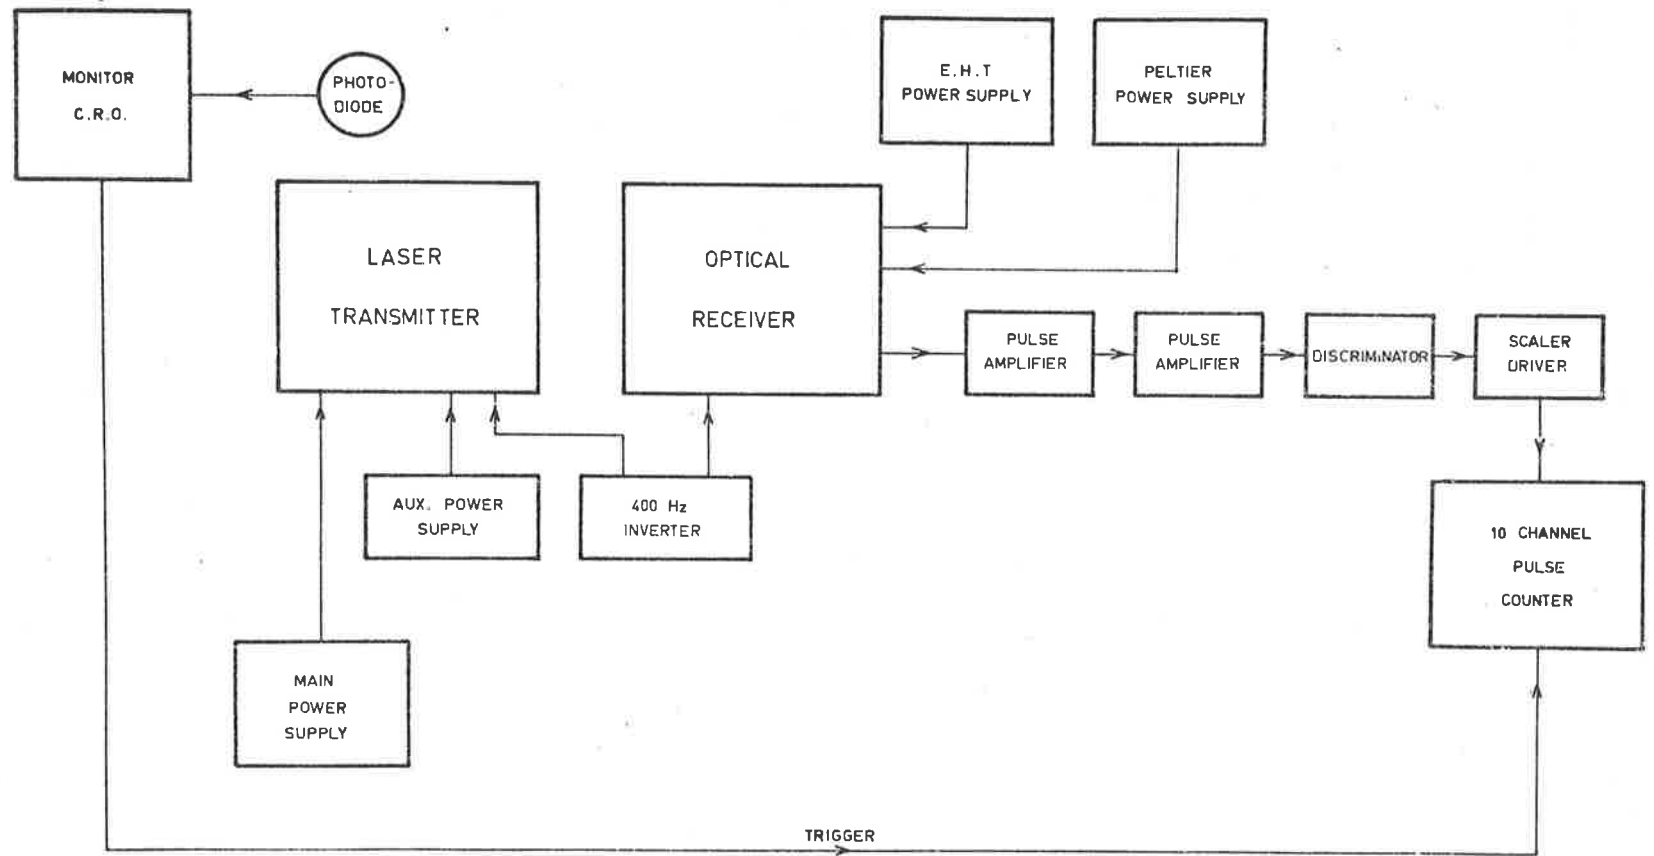 MONITOR
C.R.O.
PHOTO-
DIODE
E.H.T
POWER SUPPLY
PELTIER
POWER SUPPLY
LASER
TRANSMITTER
OPTICAL
RECEIVER
PULSE
AMPLIFIER
PULSE
AMPLIFIER
DISCRIMINATOR
SCALER
DRIVER
AUX. POWER
SUPPLY
400 Hz
INVERTER
10 CHANNEL
PULSE
COUNTER
MAIN
POWER
SUPPLY
TRIGGER